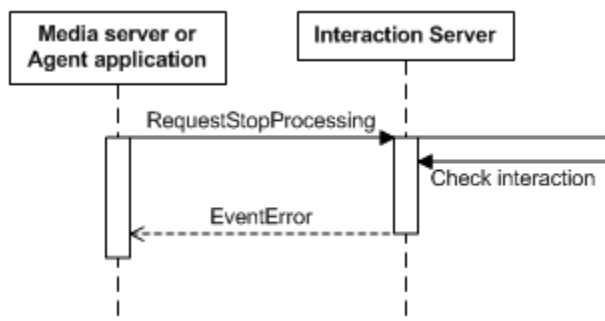 Media server or
Agent application
Interaction Server
RequestStopProcessing
Check interaction
EventError